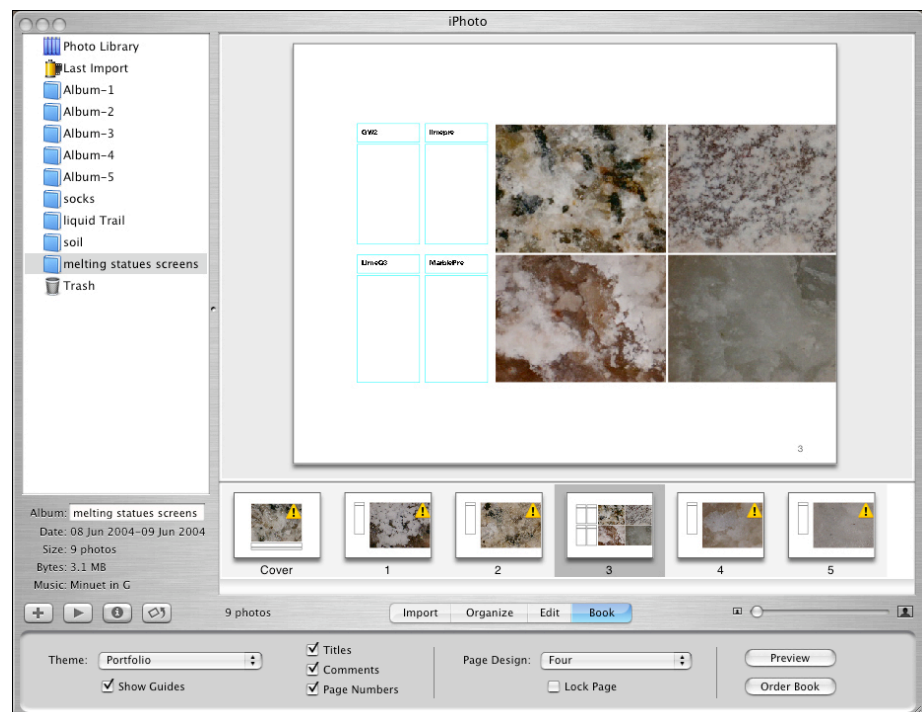 iPhoto
Photo Library
Last Import
Album-1
Album-2
Album-3
Album-4
Album-5
socks
liquid Trail
soil
melting statues screens
Trash
GW2
limepre
LimeG3
MarblePre
3
Album: melting statues screens
Date: 08 Jun 2004-09 Jun 2004
Size: 9 photos
Bytes: 3.1 MB
Music: Minuet in G
Cover
1
2
3
4
5
9 photos
Import
Organize
Edit
Book
Theme: Portfolio
Show Guides
Titles
Comments
Page Numbers
Page Design: Four
Lock Page
Preview
Order Book